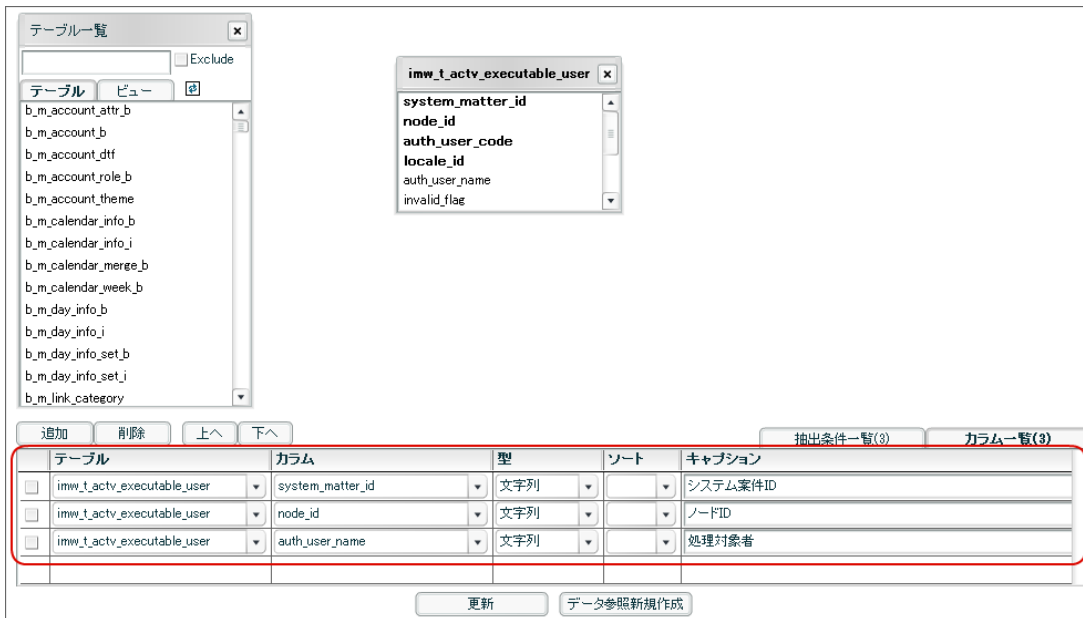 テーブル一覧
Exclude
テーブル ビュー
b_m_account_attr_b
b_m_account_b
b_m_account_dtf
b_m_account_role_b
b_m_account_theme
b_m_calendar_info_b
b_m_calendar_info_i
b_m_calendar_merge_b
b_m_calendar_week_b
b_m_day_info_b
b_m_day_info_i
b_m_day_info_set_b
b_m_day_info_set_i
b_m_link_category
imw_t_actv_executable_user
system_matter_id
node_id
auth_user_code
locale_id
auth_user_name
invalid_flag
追加 削除 上へ 下へ 抽出条件一覧(3) カラム一覧(3)
テーブル カラム 型 ソート キャプション
imw_t_actv_executable_user system_matter_id 文字列 システム案件ID
imw_t_actv_executable_user node_id 文字列 ノードID
imw_t_actv_executable_user auth_user_name 文字列 処理対象者
更新 データ参照新規作成